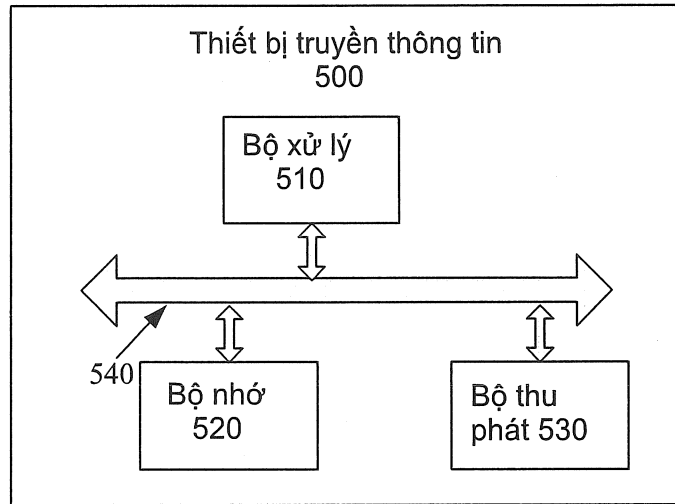 Thiết bị truyền thông tin
500
Bộ xử lý
510
540
Bộ nhớ
520
Bộ thu
phát 530